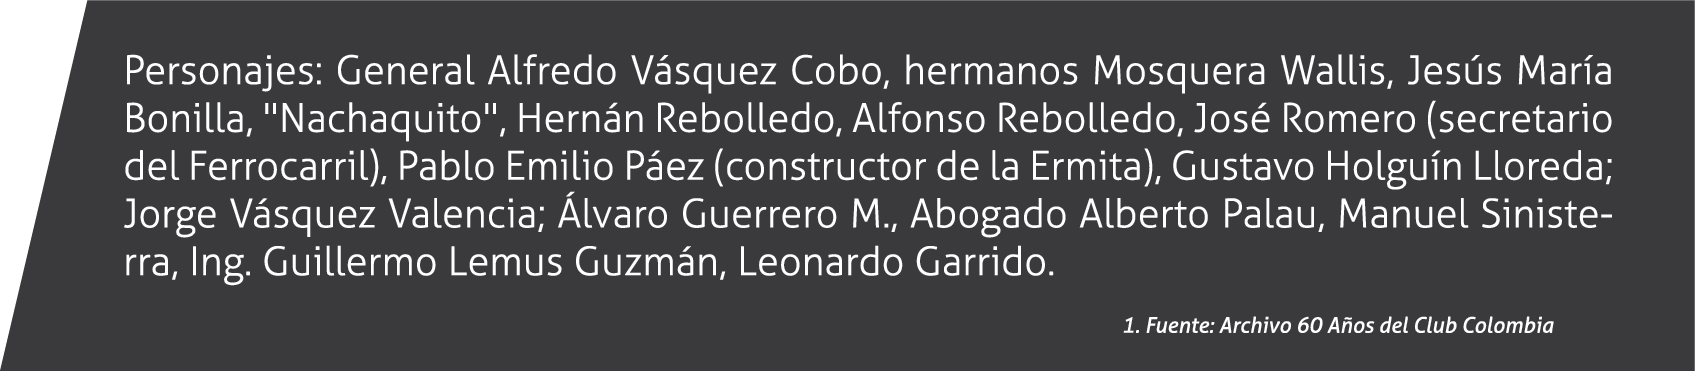 Personajes: General Alfredo Vásquez Cobo, hermanos Mosquera Wallis, Jesús María
Bonilla, "Nachaquito", Hernán Rebolledo, Alfonso Rebolledo, José Romero (secretario
del Ferrocarril), Pablo Emilio Páez (constructor de la Ermita), Gustavo Holguín Lloreda;
Jorge Vásquez Valencia; Álvaro Guerrero M., Abogado Alberto Palau, Manuel Siniste-
rra, Ing. Guillermo Lemus Guzmán, Leonardo Garrido.
1. Fuente: Archivo 60 Años del Club Colombia